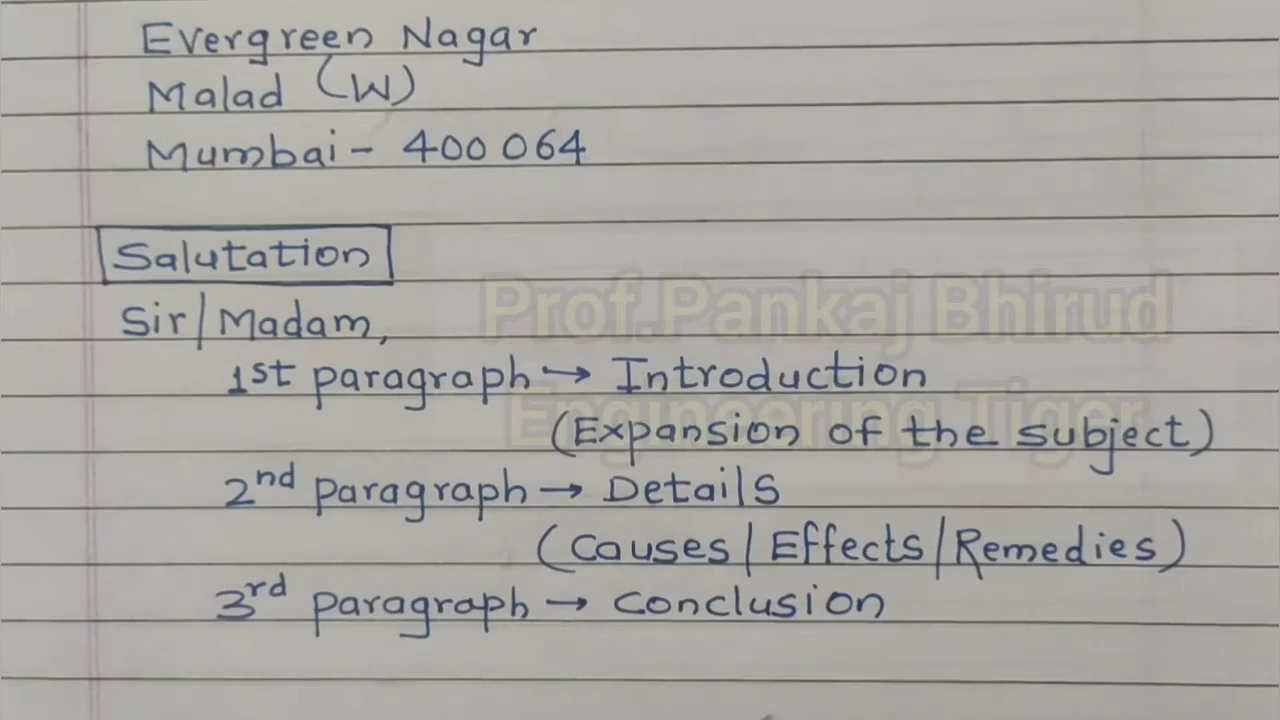 Evergreen Nagar
Malad (W)
Mumbai - 400 064
Salutation
Sir/Madam,
Prof.Pankaj Bhirud
1st paragraph → Introduction
Engineering Tiger
(Expansion of the subject)
2nd paragraph → Details
(Causes/Effects/Remedies)
3rd paragraph → Conclusion